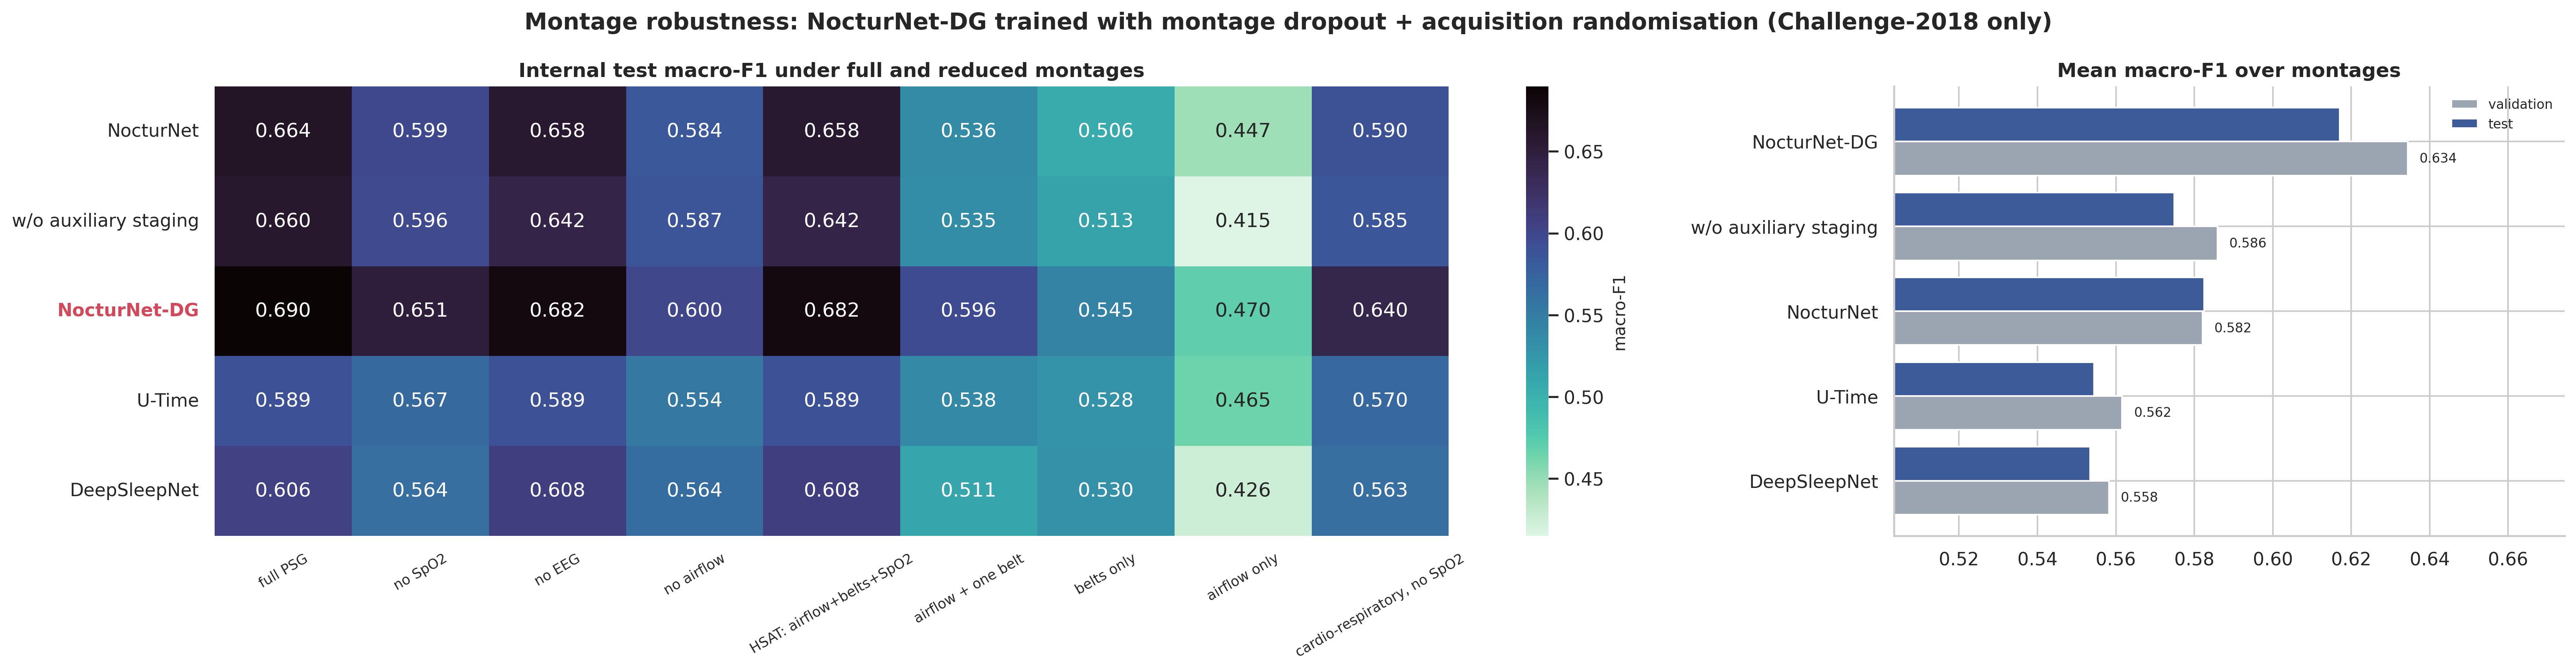 Montage robustness: NocturNet-DG trained with montage dropout + acquisition randomisation (Challenge-2018 only)
Internal test macro-F1 under full and reduced montages
NocturNet 0.664 0.599 0.658 0.584 0.658 0.536 0.506 0.447 0.590
w/o auxiliary staging 0.660 0.596 0.642 0.587 0.642 0.535 0.513 0.415 0.585
NocturNet-DG 0.690 0.651 0.682 0.600 0.682 0.596 0.545 0.470 0.640
U-Time 0.589 0.567 0.589 0.554 0.589 0.538 0.528 0.465 0.570
DeepSleepNet 0.606 0.564 0.608 0.564 0.608 0.511 0.530 0.426 0.563
full PSG
no SpO2
no EEG
no airflow
HSAT: airflow+belts+SpO2
airflow + one belt
belts only
airflow only
cardio-respiratory, no SpO2
0.65
0.60
0.55
0.50
0.45
macro-F1
Mean macro-F1 over montages
validation
test
NocturNet-DG 0.634
w/o auxiliary staging 0.586
NocturNet 0.582
U-Time 0.562
DeepSleepNet 0.558
0.52 0.54 0.56 0.58 0.60 0.62 0.64 0.66